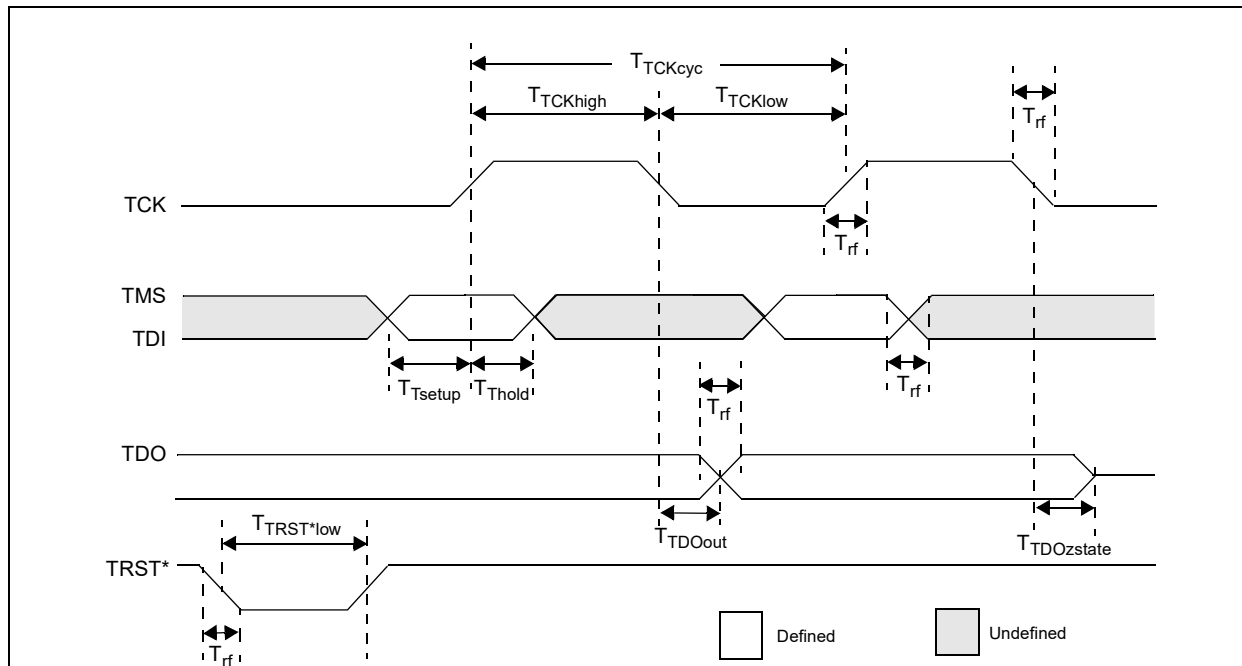 TTCKcyc
TTCKhigh
TTCKlow
Trf
TCK
Trf
TMS
TDI
TTsetup
TThold
Trf
Trf
TDO
TTDOout
TTDOzstate
TTRST*low
TRST*
Trf
Defined
Undefined